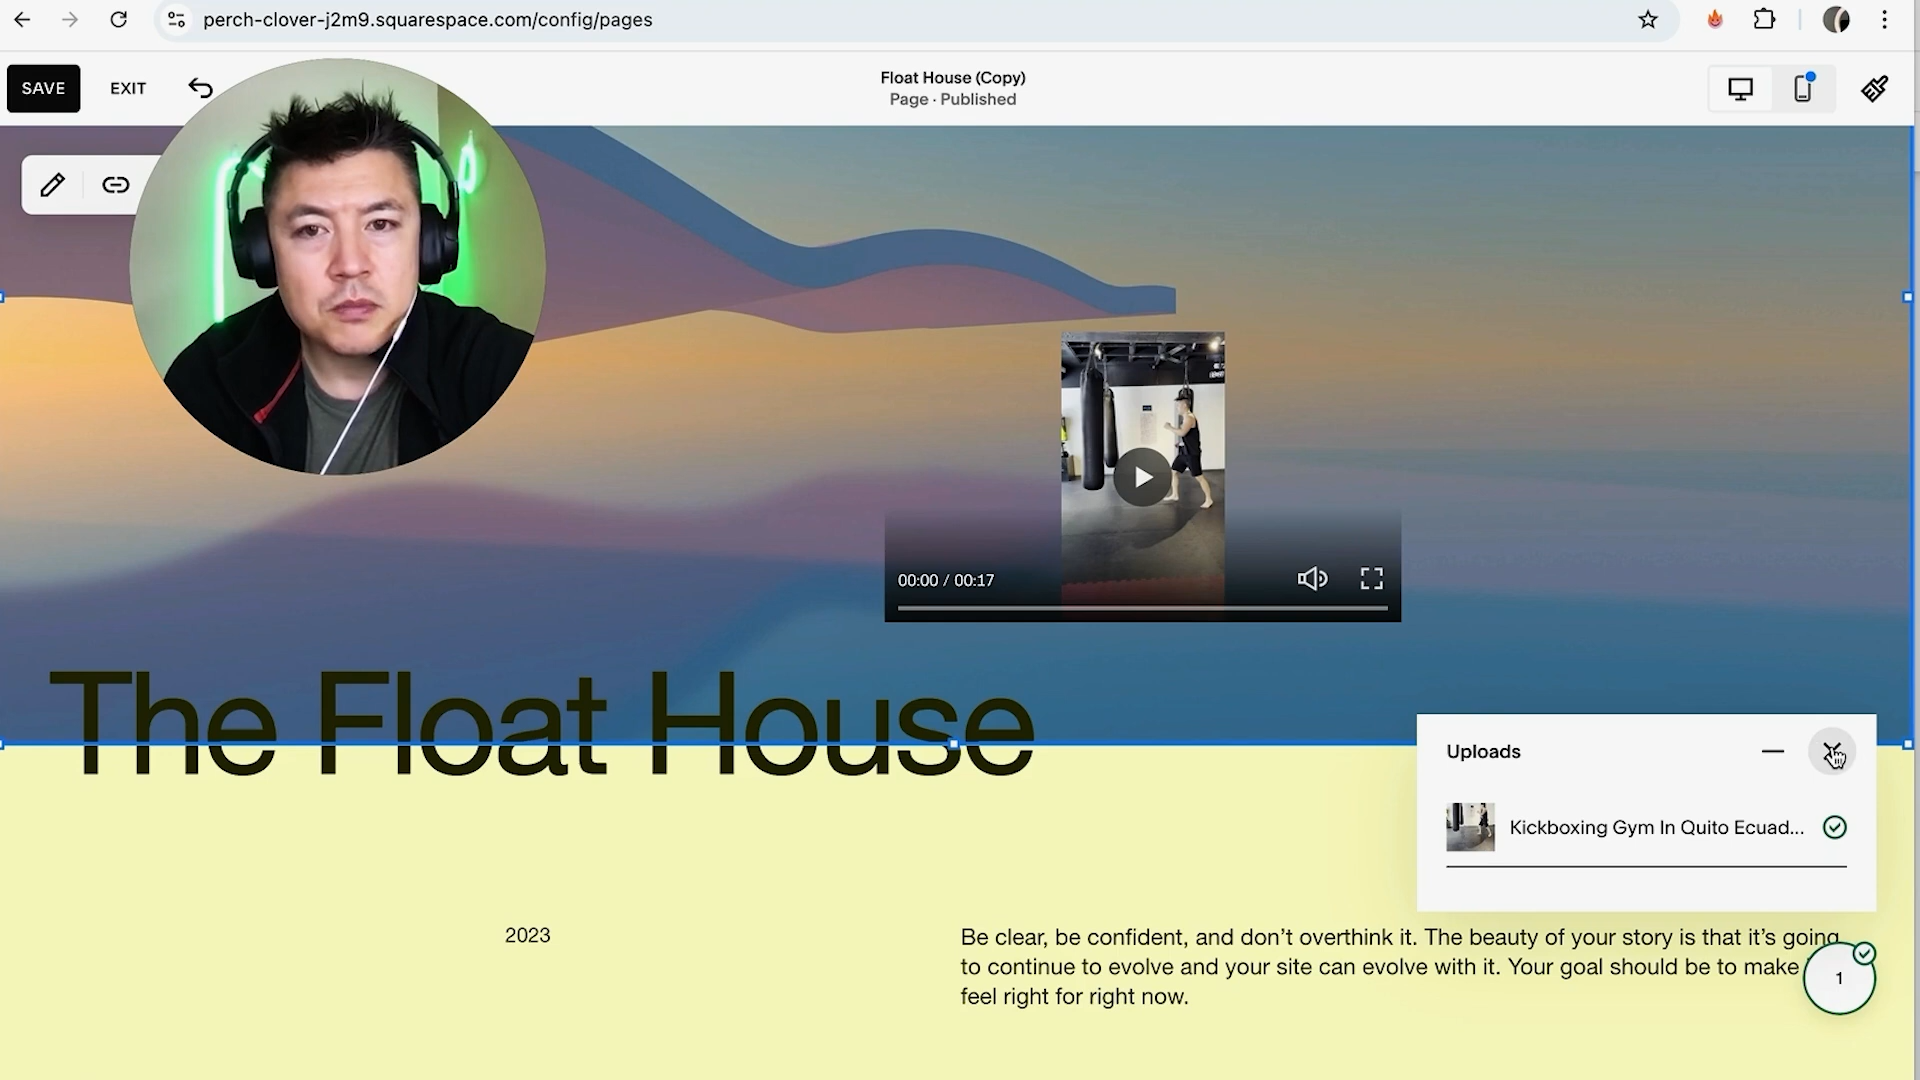 perch-clover-j2m9.squarespace.com/config/pages
SAVE
EXIT
Float House (Copy)
Page · Published
00:00 / 00:17
The Float House
Uploads
Kickboxing Gym In Quito Ecuad...
2023
Be clear, be confident, and don’t overthink it. The beauty of your story is that it’s going
to continue to evolve and your site can evolve with it. Your goal should be to make
feel right for right now.
1